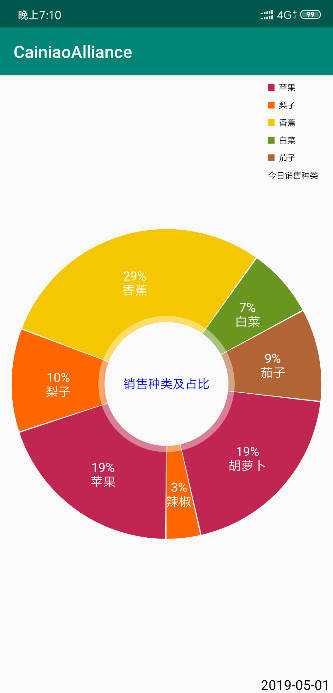 晚上7:10
4G
99
CainiaoAlliance
苹果
梨子
香蕉
白菜
茄子
今日销售种类
29%
香蕉
7%
白菜
10%
梨子
9%
茄子
销售种类及占比
19%
苹果
19%
胡萝卜
3%
辣椒
2019-05-01